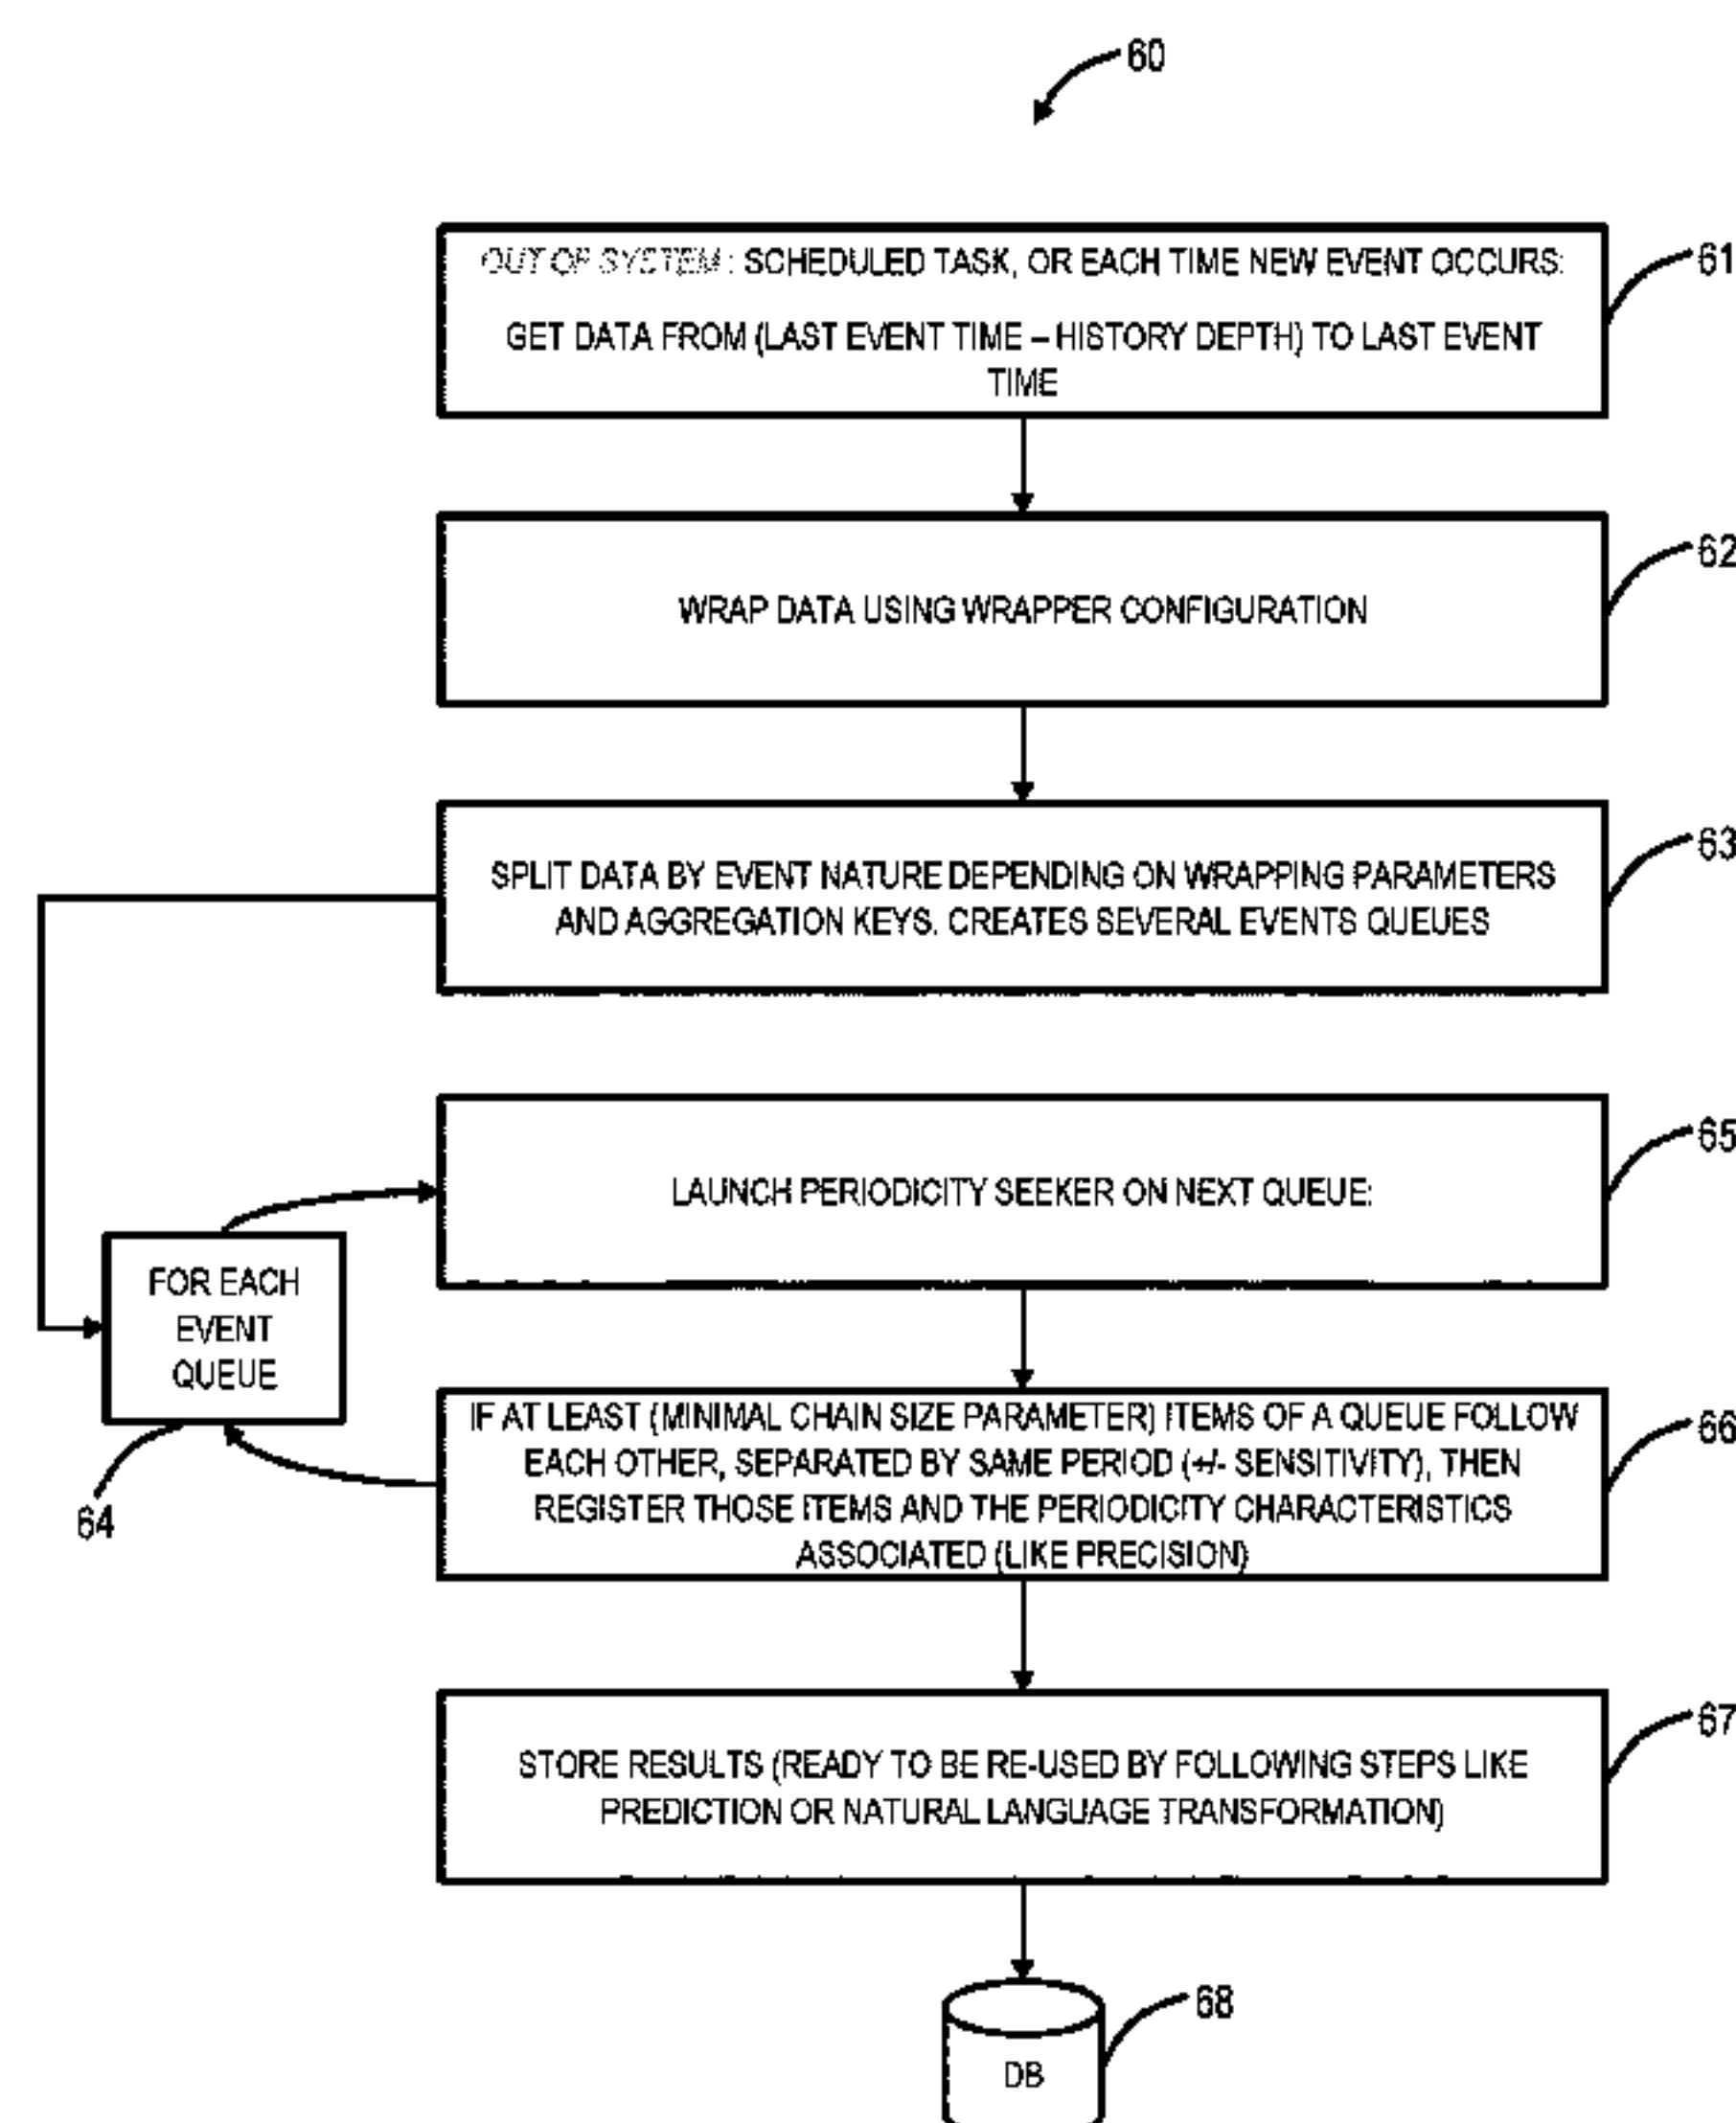 60
OUT OF SYSTEM : SCHEDULED TASK, OR EACH TIME NEW EVENT OCCURS:
GET DATA FROM (LAST EVENT TIME – HISTORY DEPTH) TO LAST EVENT
TIME
61
WRAP DATA USING WRAPPER CONFIGURATION
62
SPLIT DATA BY EVENT NATURE DEPENDING ON WRAPPING PARAMETERS
AND AGGREGATION KEYS. CREATES SEVERAL EVENTS QUEUES
63
FOR EACH
EVENT
QUEUE
64
LAUNCH PERIODICITY SEEKER ON NEXT QUEUE:
65
IF AT LEAST (MINIMAL CHAIN SIZE PARAMETER) ITEMS OF A QUEUE FOLLOW
EACH OTHER, SEPARATED BY SAME PERIOD (+/- SENSITIVITY), THEN
REGISTER THOSE ITEMS AND THE PERIODICITY CHARACTERISTICS
ASSOCIATED (LIKE PRECISION)
66
STORE RESULTS (READY TO BE RE-USED BY FOLLOWING STEPS LIKE
PREDICTION OR NATURAL LANGUAGE TRANSFORMATION)
67
DB
68